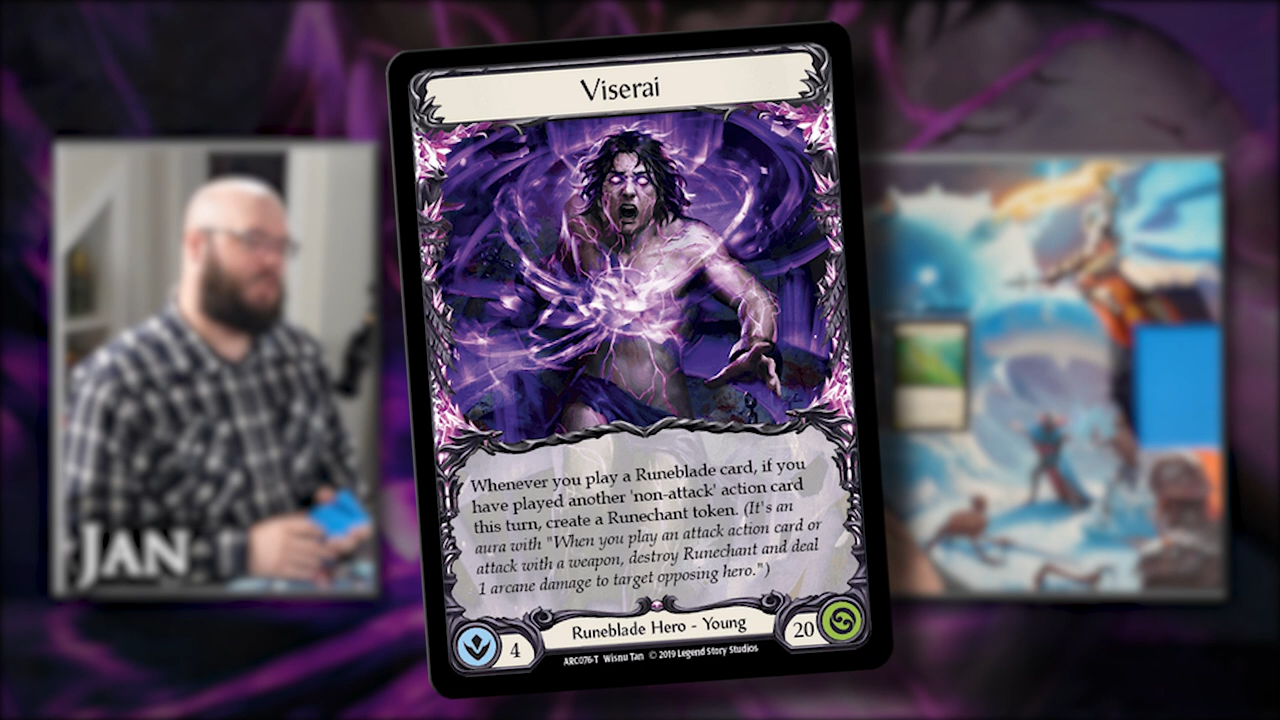 Viserai
Whenever you play a Runeblade card, if you
have played another 'non-attack' action card
this turn, create a Runechant token. (It's an
aura with "When you play an attack action card or
attack with a weapon, destroy Runechant and deal
1 arcane damage to target opposing hero.")
4
Runeblade Hero - Young
20
ARC076-T Wisnu Tan © 2019 Legend Story Studios
JAN